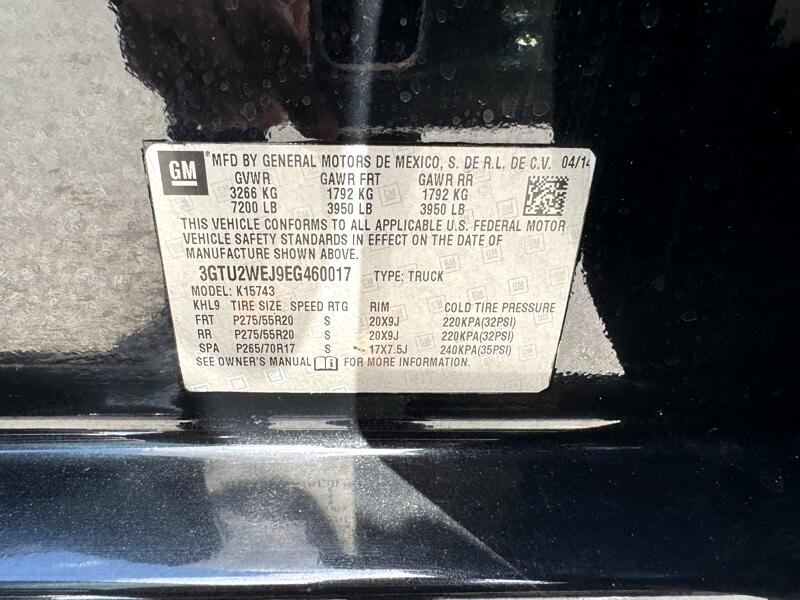 GM MFD BY GENERAL MOTORS DE MEXICO, S. DE R.L. DE C.V. 04/14
GVWR GAWR FRT GAWR RR
3266 KG 1792 KG 1792 KG
7200 LB 3950 LB 3950 LB
THIS VEHICLE CONFORMS TO ALL APPLICABLE U.S. FEDERAL MOTOR
VEHICLE SAFETY STANDARDS IN EFFECT ON THE DATE OF
MANUFACTURE SHOWN ABOVE.
3GTU2WEJ9EG460017 TYPE: TRUCK
MODEL: K15743
KHL9 TIRE SIZE SPEED RTG RIM COLD TIRE PRESSURE
FRT P275/55R20 S 20X9J 220KPA(32PSI)
RR P275/55R20 S 20X9J 220KPA(32PSI)
SPA P265/70R17 S 17X7.5J 240KPA(35PSI)
SEE OWNER'S MANUAL FOR MORE INFORMATION.